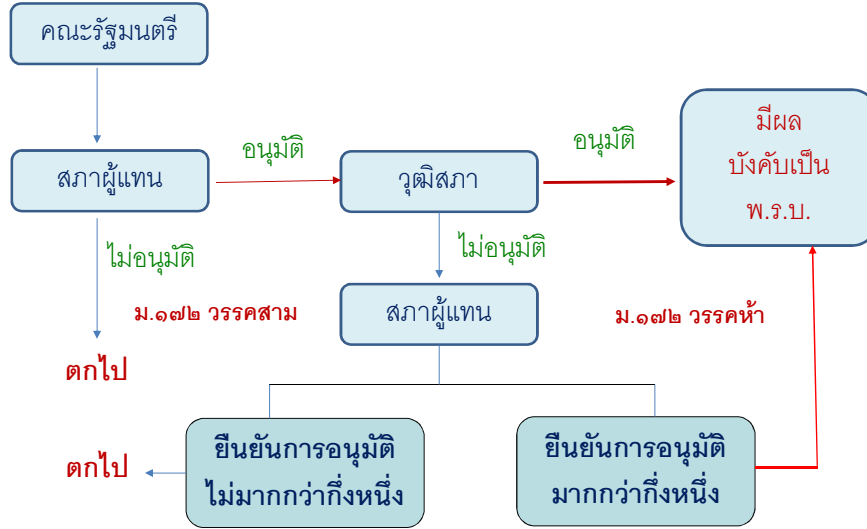 คณะรัฐมนตรี
สภาผู้แทน
อนุมัติ
วุฒิสภา
อนุมัติ
มีผล
บังคับเป็น
พ.ร.บ.
ไม่อนุมัติ
ไม่อนุมัติ
ม.๑๗๒ วรรคสาม
สภาผู้แทน
ม.๑๗๒ วรรคห้า
ตกไป
ยืนยันการอนุมัติ
ไม่มากกว่ากึ่งหนึ่ง
ยืนยันการอนุมัติ
มากกว่ากึ่งหนึ่ง
ตกไป